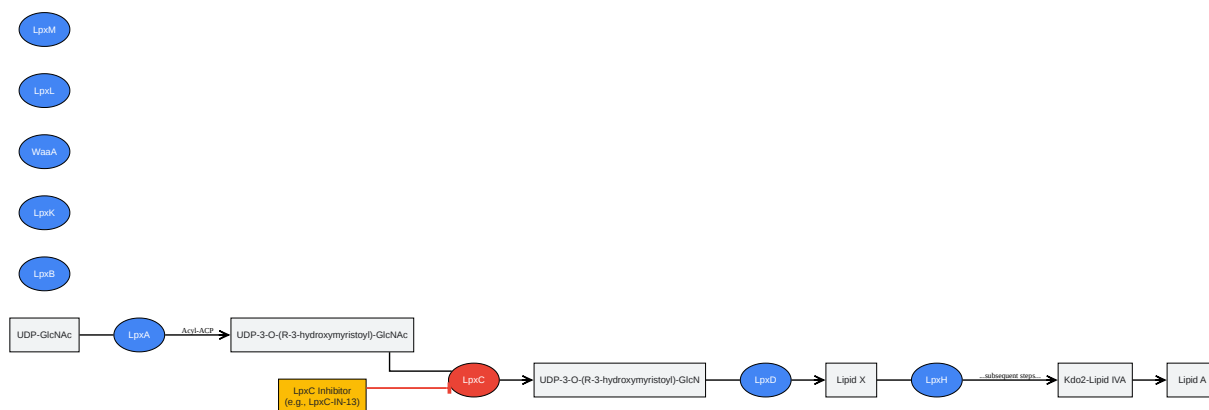 LpxM
LpxL
WaaA
LpxK
LpxB
UDP-GlcNAc
LpxA
Acyl-ACP
UDP-3-O-(R-3-hydroxymyristoyl)-GlcNAc
LpxC Inhibitor
(e.g., LpxC-IN-13)
LpxC
UDP-3-O-(R-3-hydroxymyristoyl)-GlcN
LpxD
Lipid X
LpxH
...subsequent steps...
Kdo2-Lipid IVA
Lipid A